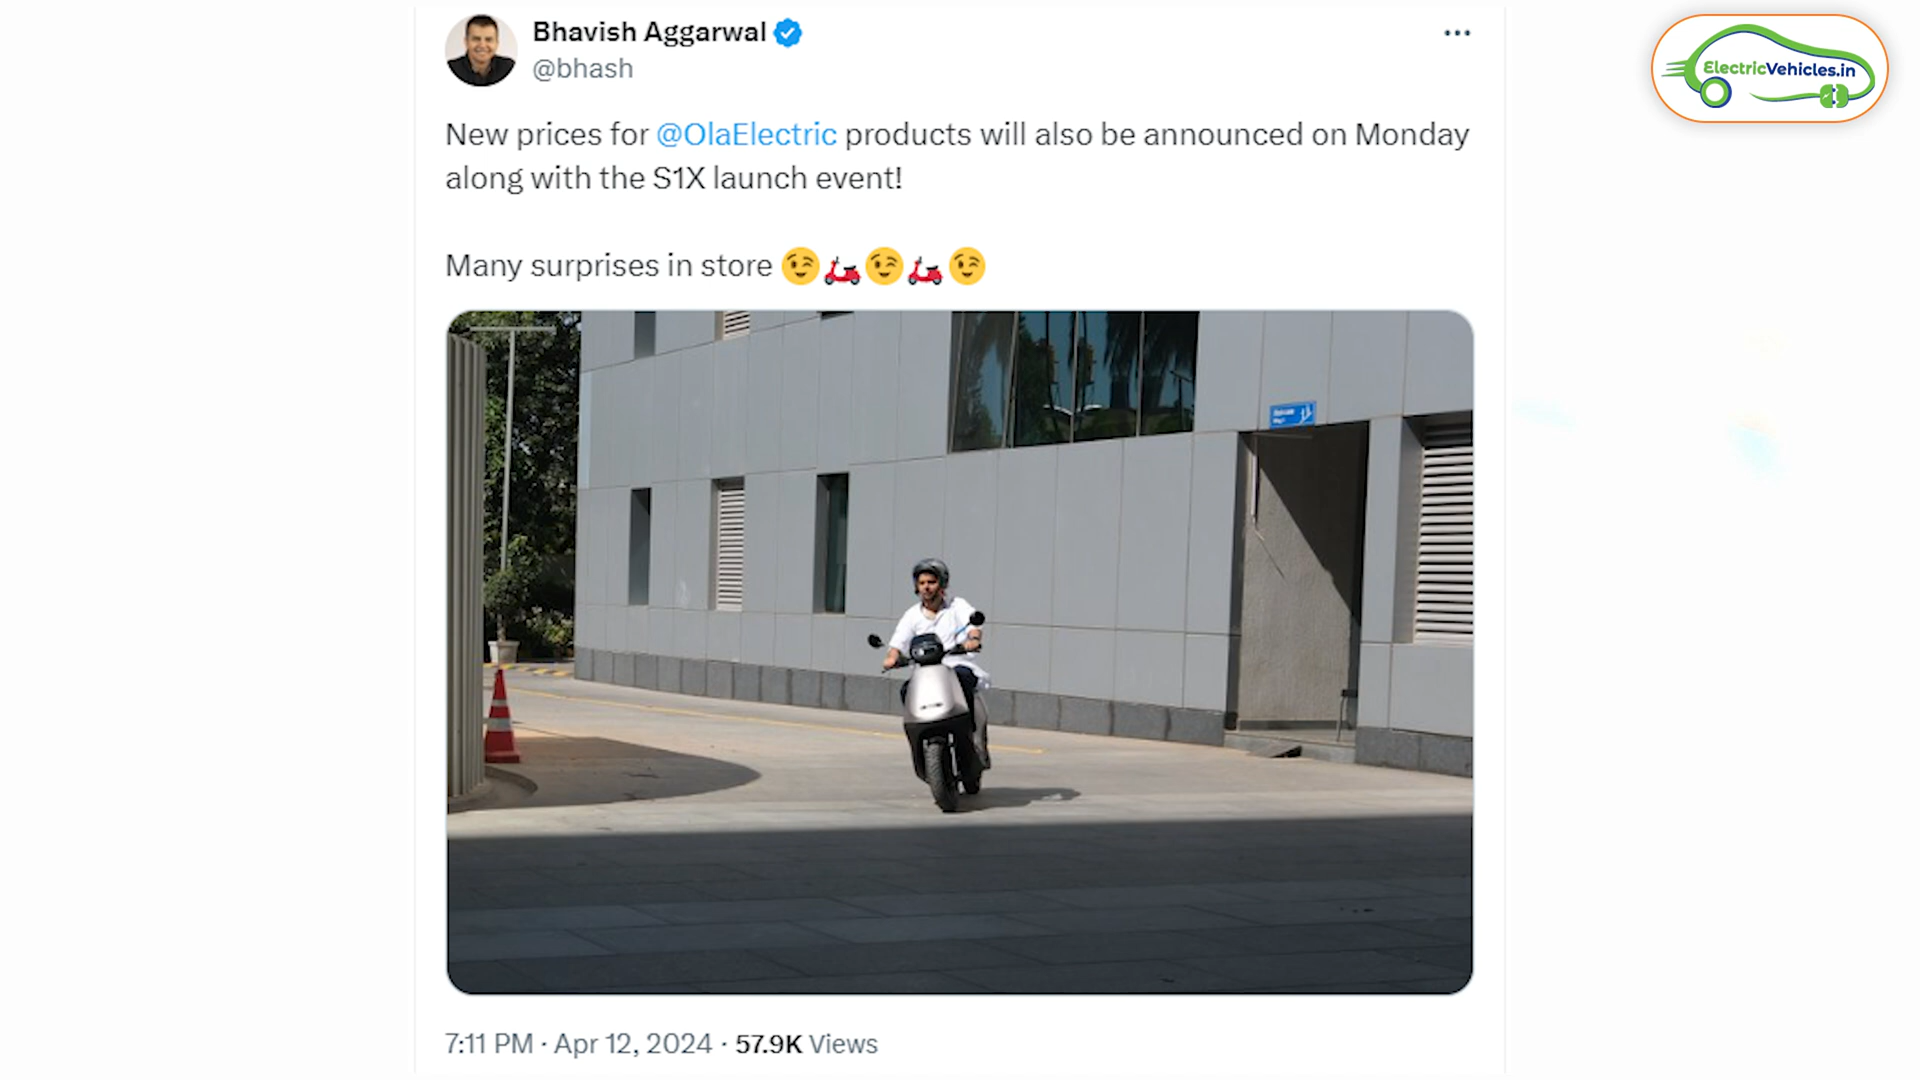 Bhavish Aggarwal
@bhash
ElectricVehicles.in
New prices for @OlaElectric products will also be announced on Monday
along with the S1X launch event!
Many surprises in store 😉🛵😉🛵😉
7:11 PM · Apr 12, 2024 · 57.9K Views